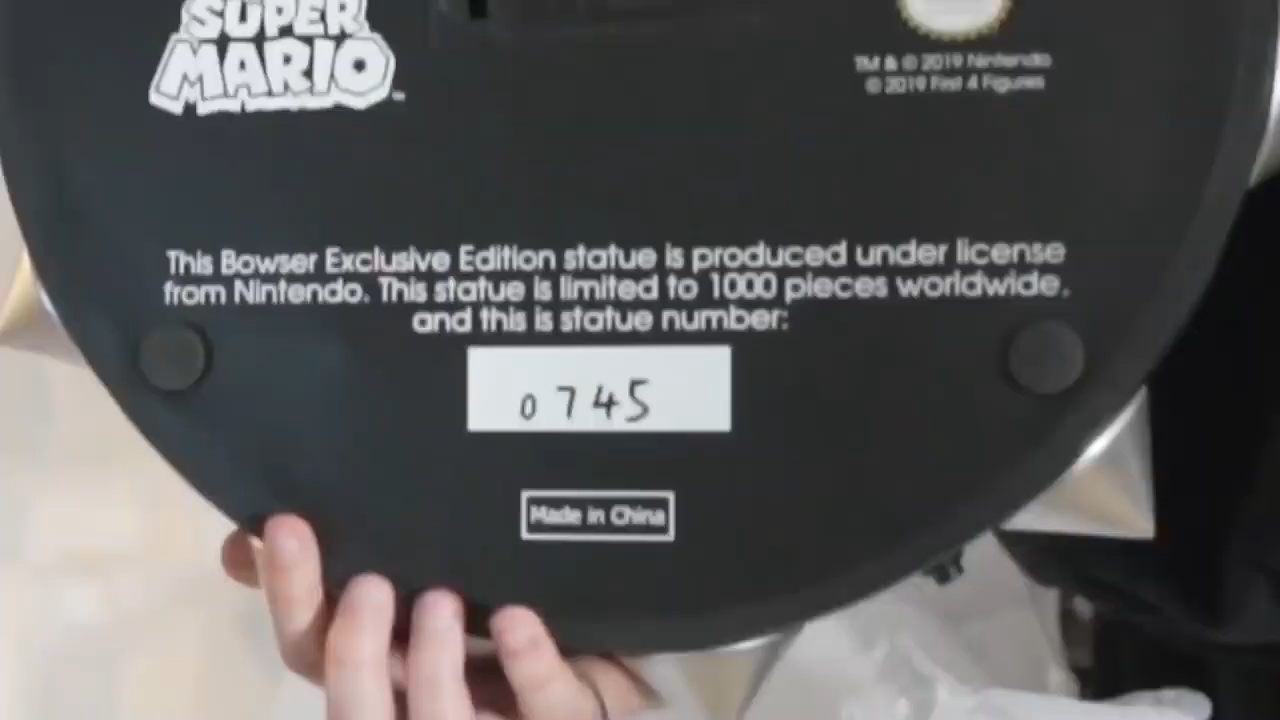 SUPER
MARIO™
TM & © 2019 Nintendo
© 2019 First 4 Figures
This Bowser Exclusive Edition statue is produced under license
from Nintendo. This statue is limited to 1000 pieces worldwide.
and this is statue number:
0745
Made in China